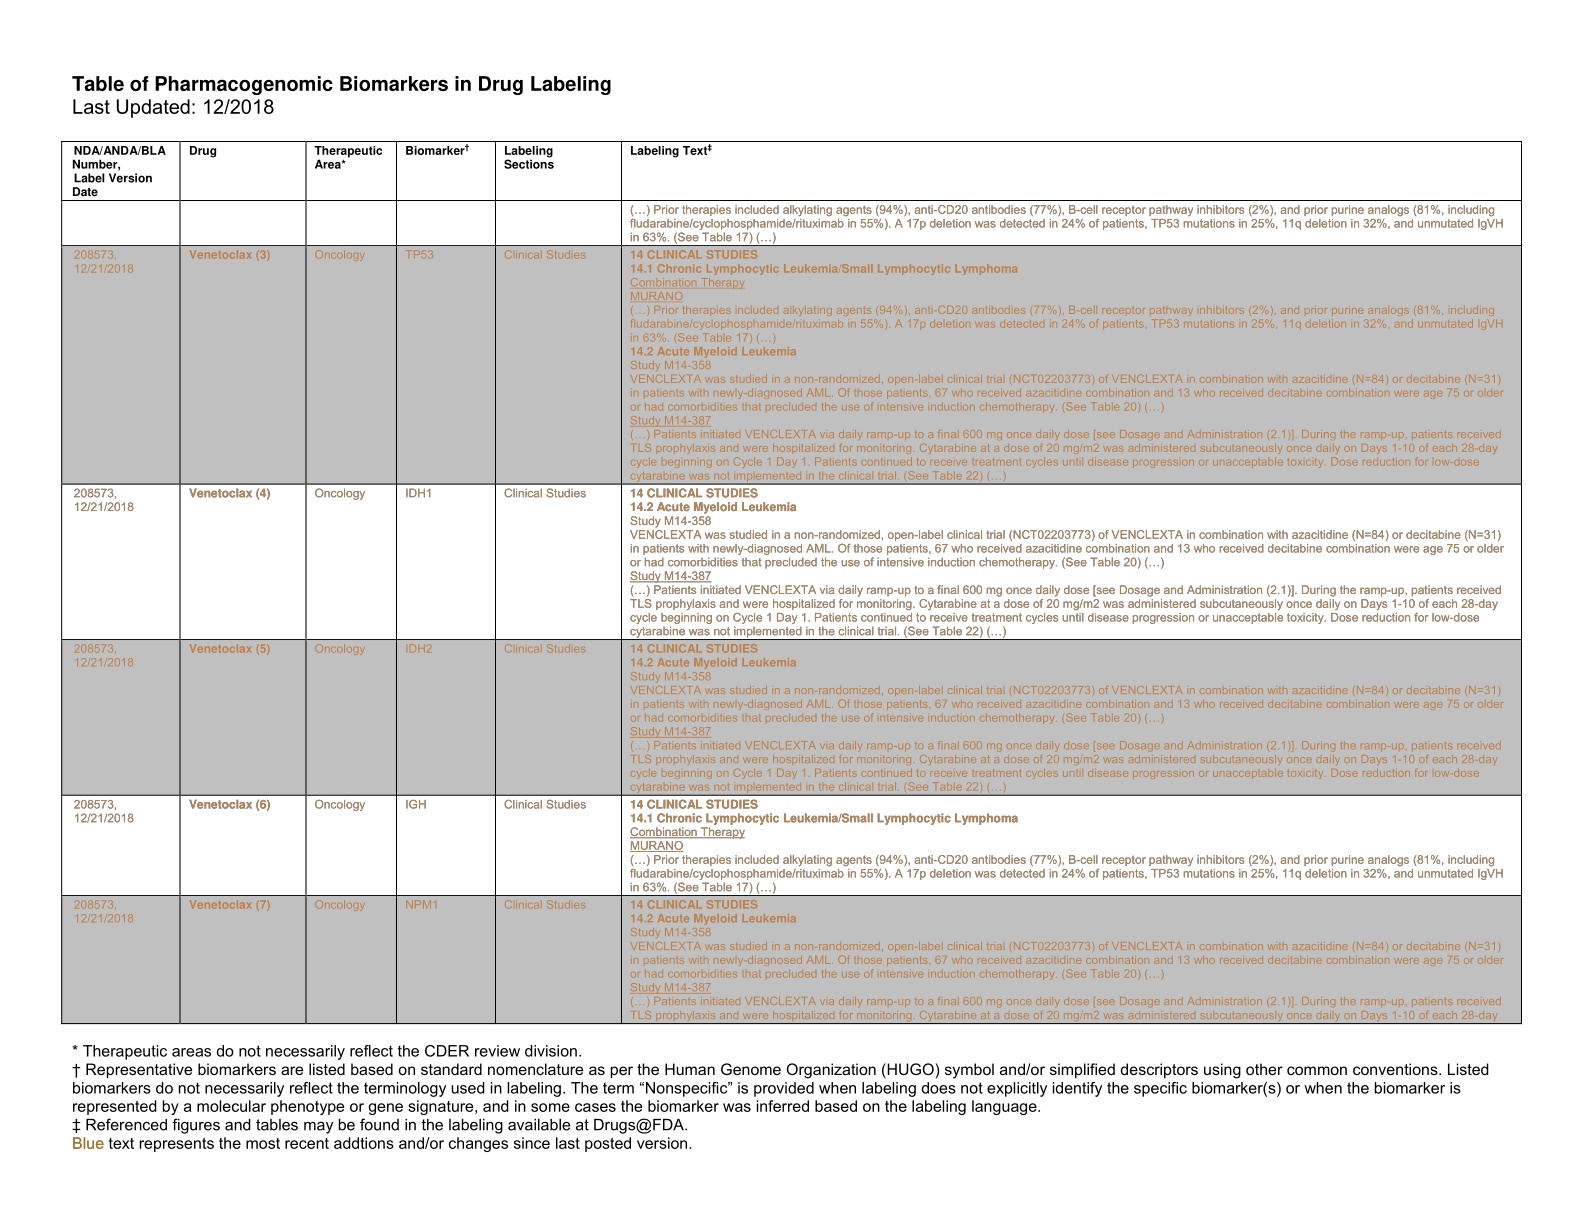 Table of Pharmacogenomic Biomarkers in Drug Labeling
Last Updated: 12/2018
NDA/ANDA/BLA Number, Label Version Date
Drug
Therapeutic Area*
Biomarker†
Labeling Sections
Labeling Text‡
(…) Prior therapies included alkylating agents (94%), anti-CD20 antibodies (77%), B-cell receptor pathway inhibitors (2%), and prior purine analogs (81%, including
fludarabine/cyclophosphamide/rituximab in 55%). A 17p deletion was detected in 24% of patients, TP53 mutations in 25%, 11q deletion in 32%, and unmutated IgVH
in 63%. (See Table 17) (…)
208573,
12/21/2018
Venetoclax (3)
Oncology
TP53
Clinical Studies
14 CLINICAL STUDIES
14.1 Chronic Lymphocytic Leukemia/Small Lymphocytic Lymphoma
Combination Therapy
MURANO
(…) Prior therapies included alkylating agents (94%), anti-CD20 antibodies (77%), B-cell receptor pathway inhibitors (2%), and prior purine analogs (81%, including
fludarabine/cyclophosphamide/rituximab in 55%). A 17p deletion was detected in 24% of patients, TP53 mutations in 25%, 11q deletion in 32%, and unmutated IgVH
in 63%. (See Table 17) (…)
14.2 Acute Myeloid Leukemia
Study M14-358
VENCLEXTA was studied in a non-randomized, open-label clinical trial (NCT02203773) of VENCLEXTA in combination with azacitidine (N=84) or decitabine (N=31)
in patients with newly-diagnosed AML. Of those patients, 67 who received azacitidine combination and 13 who received decitabine combination were age 75 or older
or had comorbidities that precluded the use of intensive induction chemotherapy. (See Table 20) (…)
Study M14-387
(…) Patients initiated VENCLEXTA via daily ramp-up to a final 600 mg once daily dose [see Dosage and Administration (2.1)]. During the ramp-up, patients received
TLS prophylaxis and were hospitalized for monitoring. Cytarabine at a dose of 20 mg/m2 was administered subcutaneously once daily on Days 1-10 of each 28-day
cycle beginning on Cycle 1 Day 1. Patients continued to receive treatment cycles until disease progression or unacceptable toxicity. Dose reduction for low-dose
cytarabine was not implemented in the clinical trial. (See Table 22) (…)
208573,
12/21/2018
Venetoclax (4)
Oncology
IDH1
Clinical Studies
14 CLINICAL STUDIES
14.2 Acute Myeloid Leukemia
Study M14-358
VENCLEXTA was studied in a non-randomized, open-label clinical trial (NCT02203773) of VENCLEXTA in combination with azacitidine (N=84) or decitabine (N=31)
in patients with newly-diagnosed AML. Of those patients, 67 who received azacitidine combination and 13 who received decitabine combination were age 75 or older
or had comorbidities that precluded the use of intensive induction chemotherapy. (See Table 20) (…)
Study M14-387
(…) Patients initiated VENCLEXTA via daily ramp-up to a final 600 mg once daily dose [see Dosage and Administration (2.1)]. During the ramp-up, patients received
TLS prophylaxis and were hospitalized for monitoring. Cytarabine at a dose of 20 mg/m2 was administered subcutaneously once daily on Days 1-10 of each 28-day
cycle beginning on Cycle 1 Day 1. Patients continued to receive treatment cycles until disease progression or unacceptable toxicity. Dose reduction for low-dose
cytarabine was not implemented in the clinical trial. (See Table 22) (…)
208573,
12/21/2018
Venetoclax (5)
Oncology
IDH2
Clinical Studies
14 CLINICAL STUDIES
14.2 Acute Myeloid Leukemia
Study M14-358
VENCLEXTA was studied in a non-randomized, open-label clinical trial (NCT02203773) of VENCLEXTA in combination with azacitidine (N=84) or decitabine (N=31)
in patients with newly-diagnosed AML. Of those patients, 67 who received azacitidine combination and 13 who received decitabine combination were age 75 or older
or had comorbidities that precluded the use of intensive induction chemotherapy. (See Table 20) (…)
Study M14-387
(…) Patients initiated VENCLEXTA via daily ramp-up to a final 600 mg once daily dose [see Dosage and Administration (2.1)]. During the ramp-up, patients received
TLS prophylaxis and were hospitalized for monitoring. Cytarabine at a dose of 20 mg/m2 was administered subcutaneously once daily on Days 1-10 of each 28-day
cycle beginning on Cycle 1 Day 1. Patients continued to receive treatment cycles until disease progression or unacceptable toxicity. Dose reduction for low-dose
cytarabine was not implemented in the clinical trial. (See Table 22) (…)
208573,
12/21/2018
Venetoclax (6)
Oncology
IGH
Clinical Studies
14 CLINICAL STUDIES
14.1 Chronic Lymphocytic Leukemia/Small Lymphocytic Lymphoma
Combination Therapy
MURANO
(…) Prior therapies included alkylating agents (94%), anti-CD20 antibodies (77%), B-cell receptor pathway inhibitors (2%), and prior purine analogs (81%, including
fludarabine/cyclophosphamide/rituximab in 55%). A 17p deletion was detected in 24% of patients, TP53 mutations in 25%, 11q deletion in 32%, and unmutated IgVH
in 63%. (See Table 17) (…)
208573,
12/21/2018
Venetoclax (7)
Oncology
NPM1
Clinical Studies
14 CLINICAL STUDIES
14.2 Acute Myeloid Leukemia
Study M14-358
VENCLEXTA was studied in a non-randomized, open-label clinical trial (NCT02203773) of VENCLEXTA in combination with azacitidine (N=84) or decitabine (N=31)
in patients with newly-diagnosed AML. Of those patients, 67 who received azacitidine combination and 13 who received decitabine combination were age 75 or older
or had comorbidities that precluded the use of intensive induction chemotherapy. (See Table 20) (…)
Study M14-387
(…) Patients initiated VENCLEXTA via daily ramp-up to a final 600 mg once daily dose [see Dosage and Administration (2.1)]. During the ramp-up, patients received
TLS prophylaxis and were hospitalized for monitoring. Cytarabine at a dose of 20 mg/m2 was administered subcutaneously once daily on Days 1-10 of each 28-day
* Therapeutic areas do not necessarily reflect the CDER review division.
† Representative biomarkers are listed based on standard nomenclature as per the Human Genome Organization (HUGO) symbol and/or simplified descriptors using other common conventions. Listed
biomarkers do not necessarily reflect the terminology used in labeling. The term “Nonspecific” is provided when labeling does not explicitly identify the specific biomarker(s) or when the biomarker is
represented by a molecular phenotype or gene signature, and in some cases the biomarker was inferred based on the labeling language.
‡ Referenced figures and tables may be found in the labeling available at Drugs@FDA.
Blue text represents the most recent addtions and/or changes since last posted version.